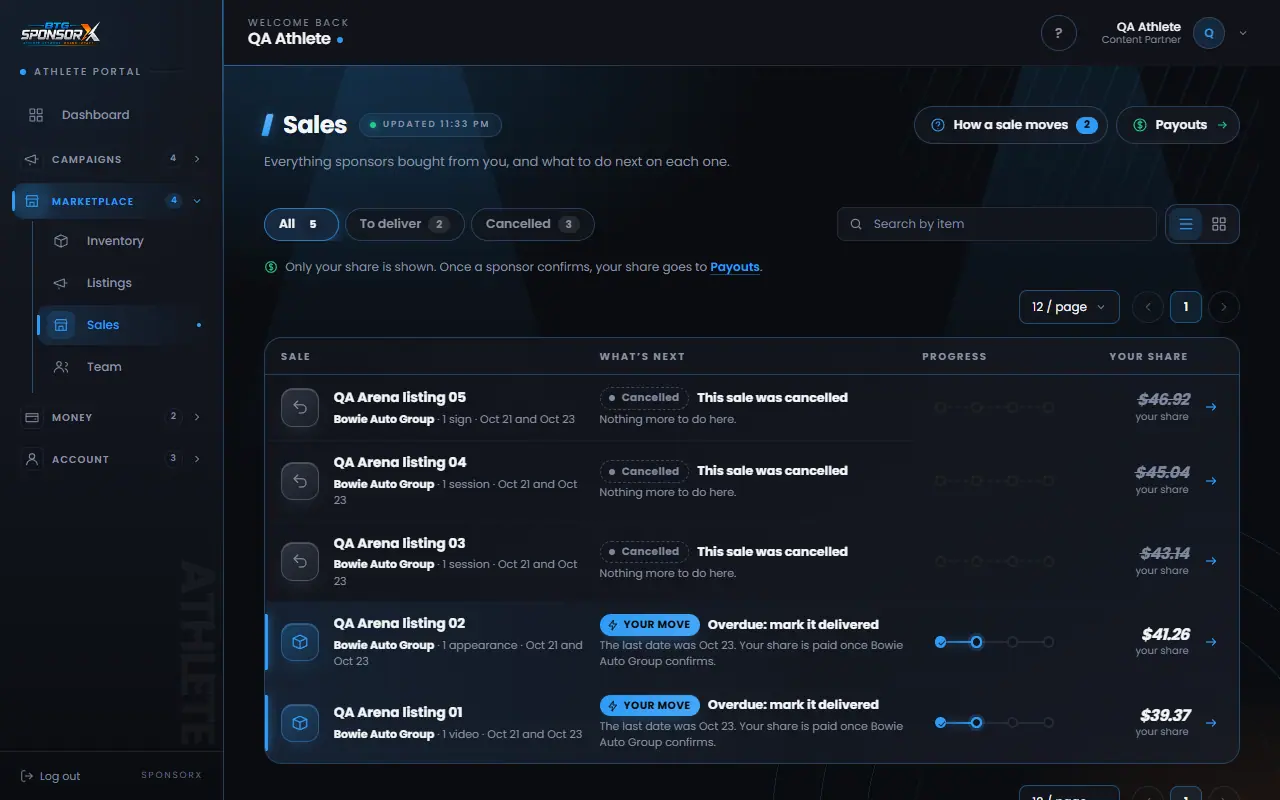 BTG
SPONSORX
ATHLETE PORTAL
Dashboard
CAMPAIGNS 4
MARKETPLACE 4
Inventory
Listings
Sales
Team
MONEY 2
ACCOUNT 3
ATHLETE
Log out
SPONSORX
WELCOME BACK
QA Athlete
?
QA Athlete
Content Partner
Q
Sales
UPDATED 11:33 PM
How a sale moves 2
Payouts
Everything sponsors bought from you, and what to do next on each one.
All 5
To deliver 2
Cancelled 3
Search by item
Only your share is shown. Once a sponsor confirms, your share goes to Payouts.
12 / page
1
SALE WHAT'S NEXT PROGRESS YOUR SHARE
QA Arena listing 05
Bowie Auto Group · 1 sign · Oct 21 and Oct 23
Cancelled This sale was cancelled
Nothing more to do here.
$46.92
your share
QA Arena listing 04
Bowie Auto Group · 1 session · Oct 21 and Oct
23
Cancelled This sale was cancelled
Nothing more to do here.
$45.04
your share
QA Arena listing 03
Bowie Auto Group · 1 session · Oct 21 and Oct
23
Cancelled This sale was cancelled
Nothing more to do here.
$43.14
your share
QA Arena listing 02
Bowie Auto Group · 1 appearance · Oct 21 and
Oct 23
YOUR MOVE Overdue: mark it delivered
The last date was Oct 23. Your share is paid once Bowie
Auto Group confirms.
$41.26
your share
QA Arena listing 01
Bowie Auto Group · 1 video · Oct 21 and Oct 23
YOUR MOVE Overdue: mark it delivered
The last date was Oct 23. Your share is paid once Bowie
Auto Group confirms.
$39.37
your share
12 / page
1